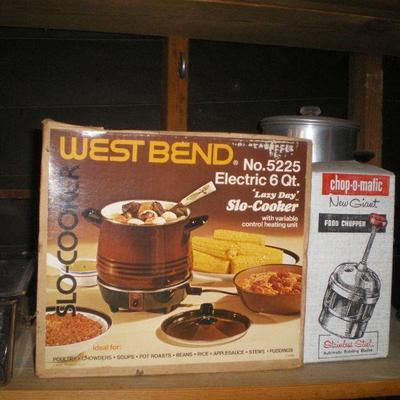 WEST BEND®
No. 5225
Electric 6 Qt.
"Lazy Day"
Slo-Cooker
with variable
control heating unit
SLO-COOKER
ideal for:
POULTRY • CHOWDERS • SOUPS • POT ROASTS • BEANS • RICE • APPLESAUCE • STEWS • PUDDINGS
chop-o-matic
New Giant
FOOD CHOPPER
Stainless Steel
Automatic Rotating Blades